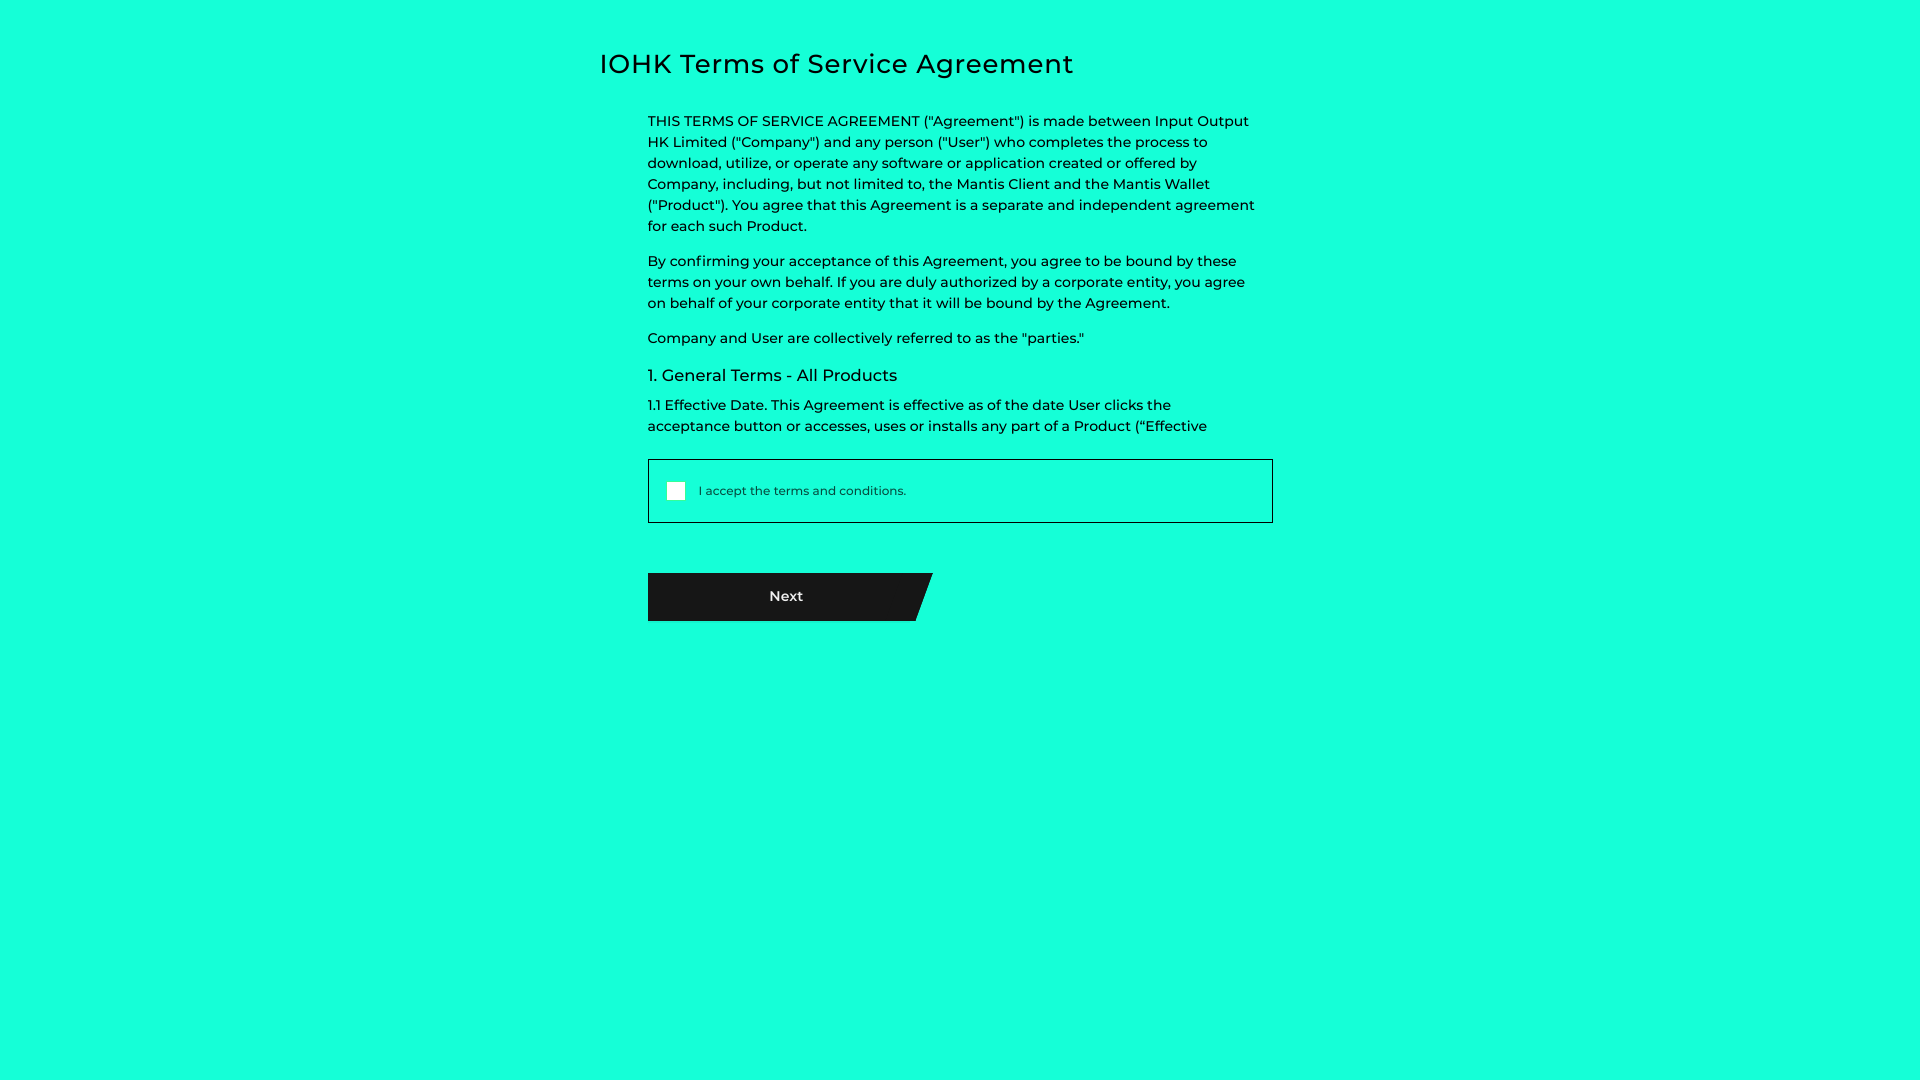 IOHK Terms of Service Agreement
THIS TERMS OF SERVICE AGREEMENT ("Agreement") is made between Input Output
HK Limited ("Company") and any person ("User") who completes the process to
download, utilize, or operate any software or application created or offered by
Company, including, but not limited to, the Mantis Client and the Mantis Wallet
("Product"). You agree that this Agreement is a separate and independent agreement
for each such Product.
By confirming your acceptance of this Agreement, you agree to be bound by these
terms on your own behalf. If you are duly authorized by a corporate entity, you agree
on behalf of your corporate entity that it will be bound by the Agreement.
Company and User are collectively referred to as the "parties."
1. General Terms - All Products
1.1 Effective Date. This Agreement is effective as of the date User clicks the
acceptance button or accesses, uses or installs any part of a Product (“Effective
I accept the terms and conditions.
Next